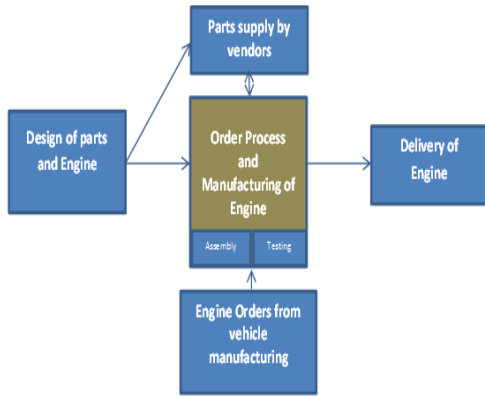 Parts supply by
vendors
Design of parts
and Engine
Order Process
and
Manufacturing of
Engine
Assembly
Testing
Delivery of
Engine
Engine Orders from
vehicle
manufacturing